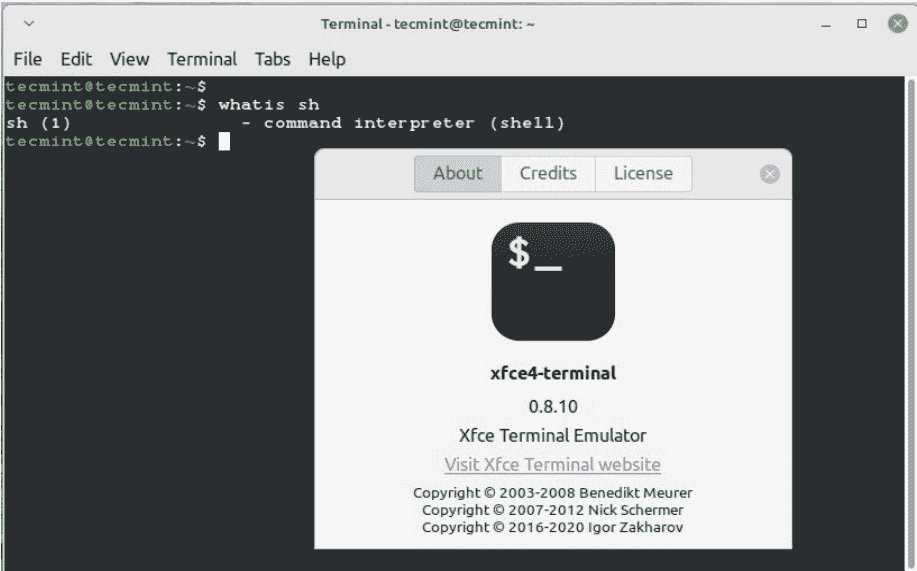 Terminal - tecmint@tecmint: ~
File Edit View Terminal Tabs Help
tecmint@tecmint:~$
tecmint@tecmint:~$ whatis sh
sh (1)               - command interpreter (shell)
tecmint@tecmint:~$
About Credits License
$_
xfce4-terminal
0.8.10
Xfce Terminal Emulator
Visit Xfce Terminal website
Copyright © 2003-2008 Benedikt Meurer
Copyright © 2007-2012 Nick Schermer
Copyright © 2016-2020 Igor Zakharov